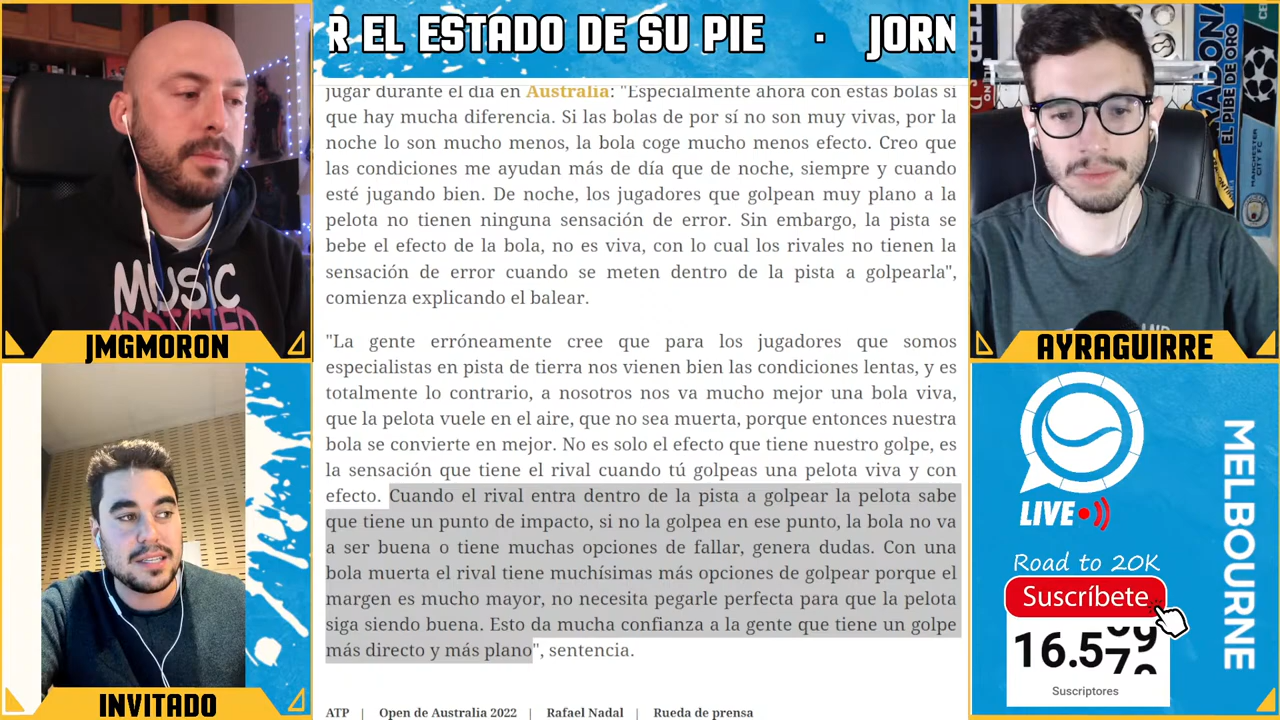 R EL ESTADO DE SU PIE · JORN
jugar durante el día en Australia: "Especialmente ahora con estas bolas sí
que hay mucha diferencia. Si las bolas de por sí no son muy vivas, por la
noche lo son mucho menos, la bola coge mucho menos efecto. Creo que
las condiciones me ayudan más de día que de noche, siempre y cuando
esté jugando bien. De noche, los jugadores que golpean muy plano a la
pelota no tienen ninguna sensación de error. Sin embargo, la pista se
bebe el efecto de la bola, no es viva, con lo cual los rivales no tienen la
sensación de error cuando se meten dentro de la pista a golpearla",
comienza explicando el balear.
"La gente erróneamente cree que para los jugadores que somos
especialistas en pista de tierra nos vienen bien las condiciones lentas, y es
totalmente lo contrario, a nosotros nos va mucho mejor una bola viva,
que la pelota vuele en el aire, que no sea muerta, porque entonces nuestra
bola se convierte en mejor. No es solo el efecto que tiene nuestro golpe, es
la sensación que tiene el rival cuando tú golpeas una pelota viva y con
efecto. Cuando el rival entra dentro de la pista a golpear la pelota sabe
que tiene un punto de impacto, si no la golpea en ese punto, la bola no va
a ser buena o tiene muchas opciones de fallar, genera dudas. Con una
bola muerta el rival tiene muchísimas más opciones de golpear porque el
margen es mucho mayor, no necesita pegarle perfecta para que la pelota
siga siendo buena. Esto da mucha confianza a la gente que tiene un golpe
más directo y más plano", sentencia.
ATP | Open de Australia 2022 | Rafael Nadal | Rueda de prensa
MUSIC
ADDICTED
JMGMORON
INVITADO
EL PIBE DE ORO
MANCHESTER
CITY FC
AYRAGUIRRE
LIVE
MELBOURNE
Road to 20K
Suscríbete
16.5
Suscriptores